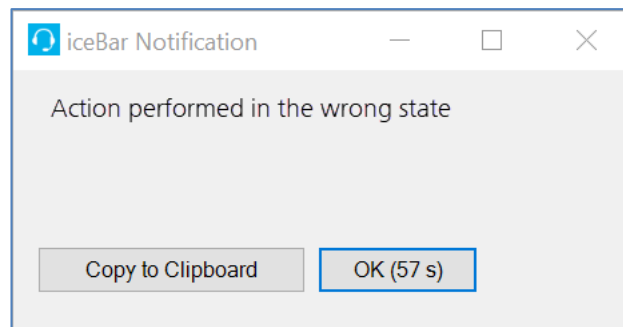 iceBar Notification
Action performed in the wrong state
Copy to Clipboard OK (57 s)